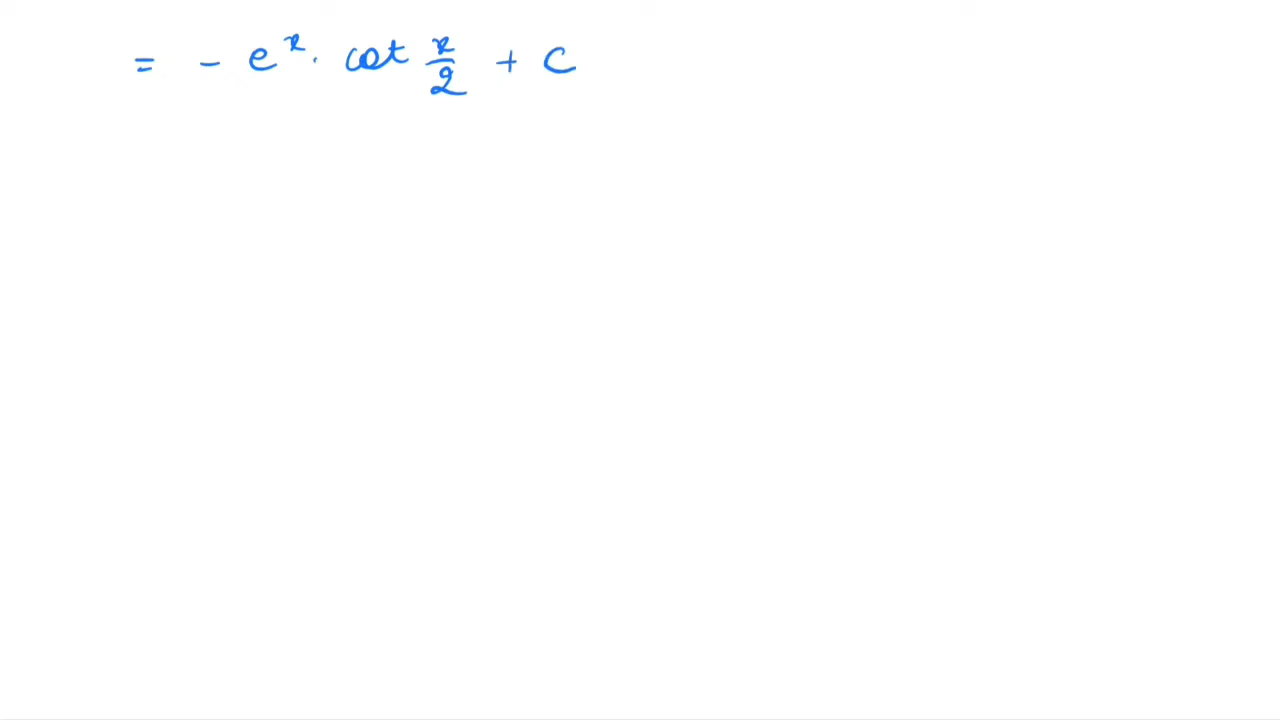 = - e^x . cot x/2 + C